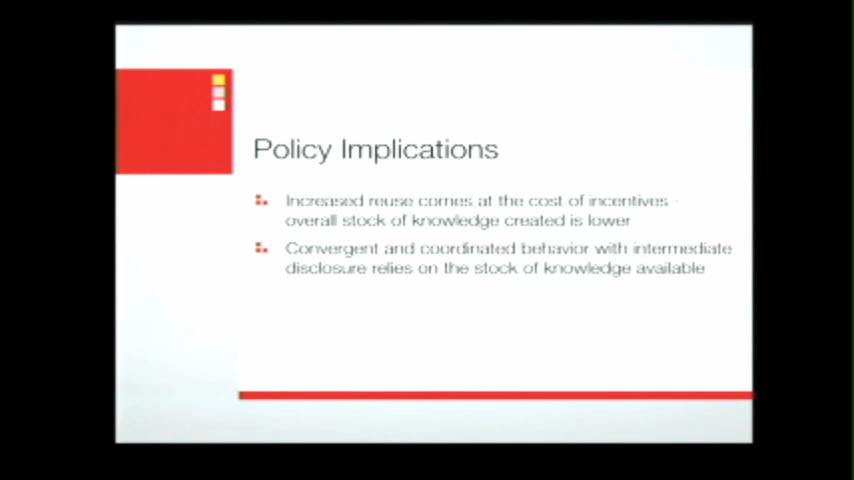 Policy Implications
Increased reuse comes at the cost of incentives -
overall stock of knowledge created is lower
Convergent and coordinated behavior with intermediate
disclosure relies on the stock of knowledge available